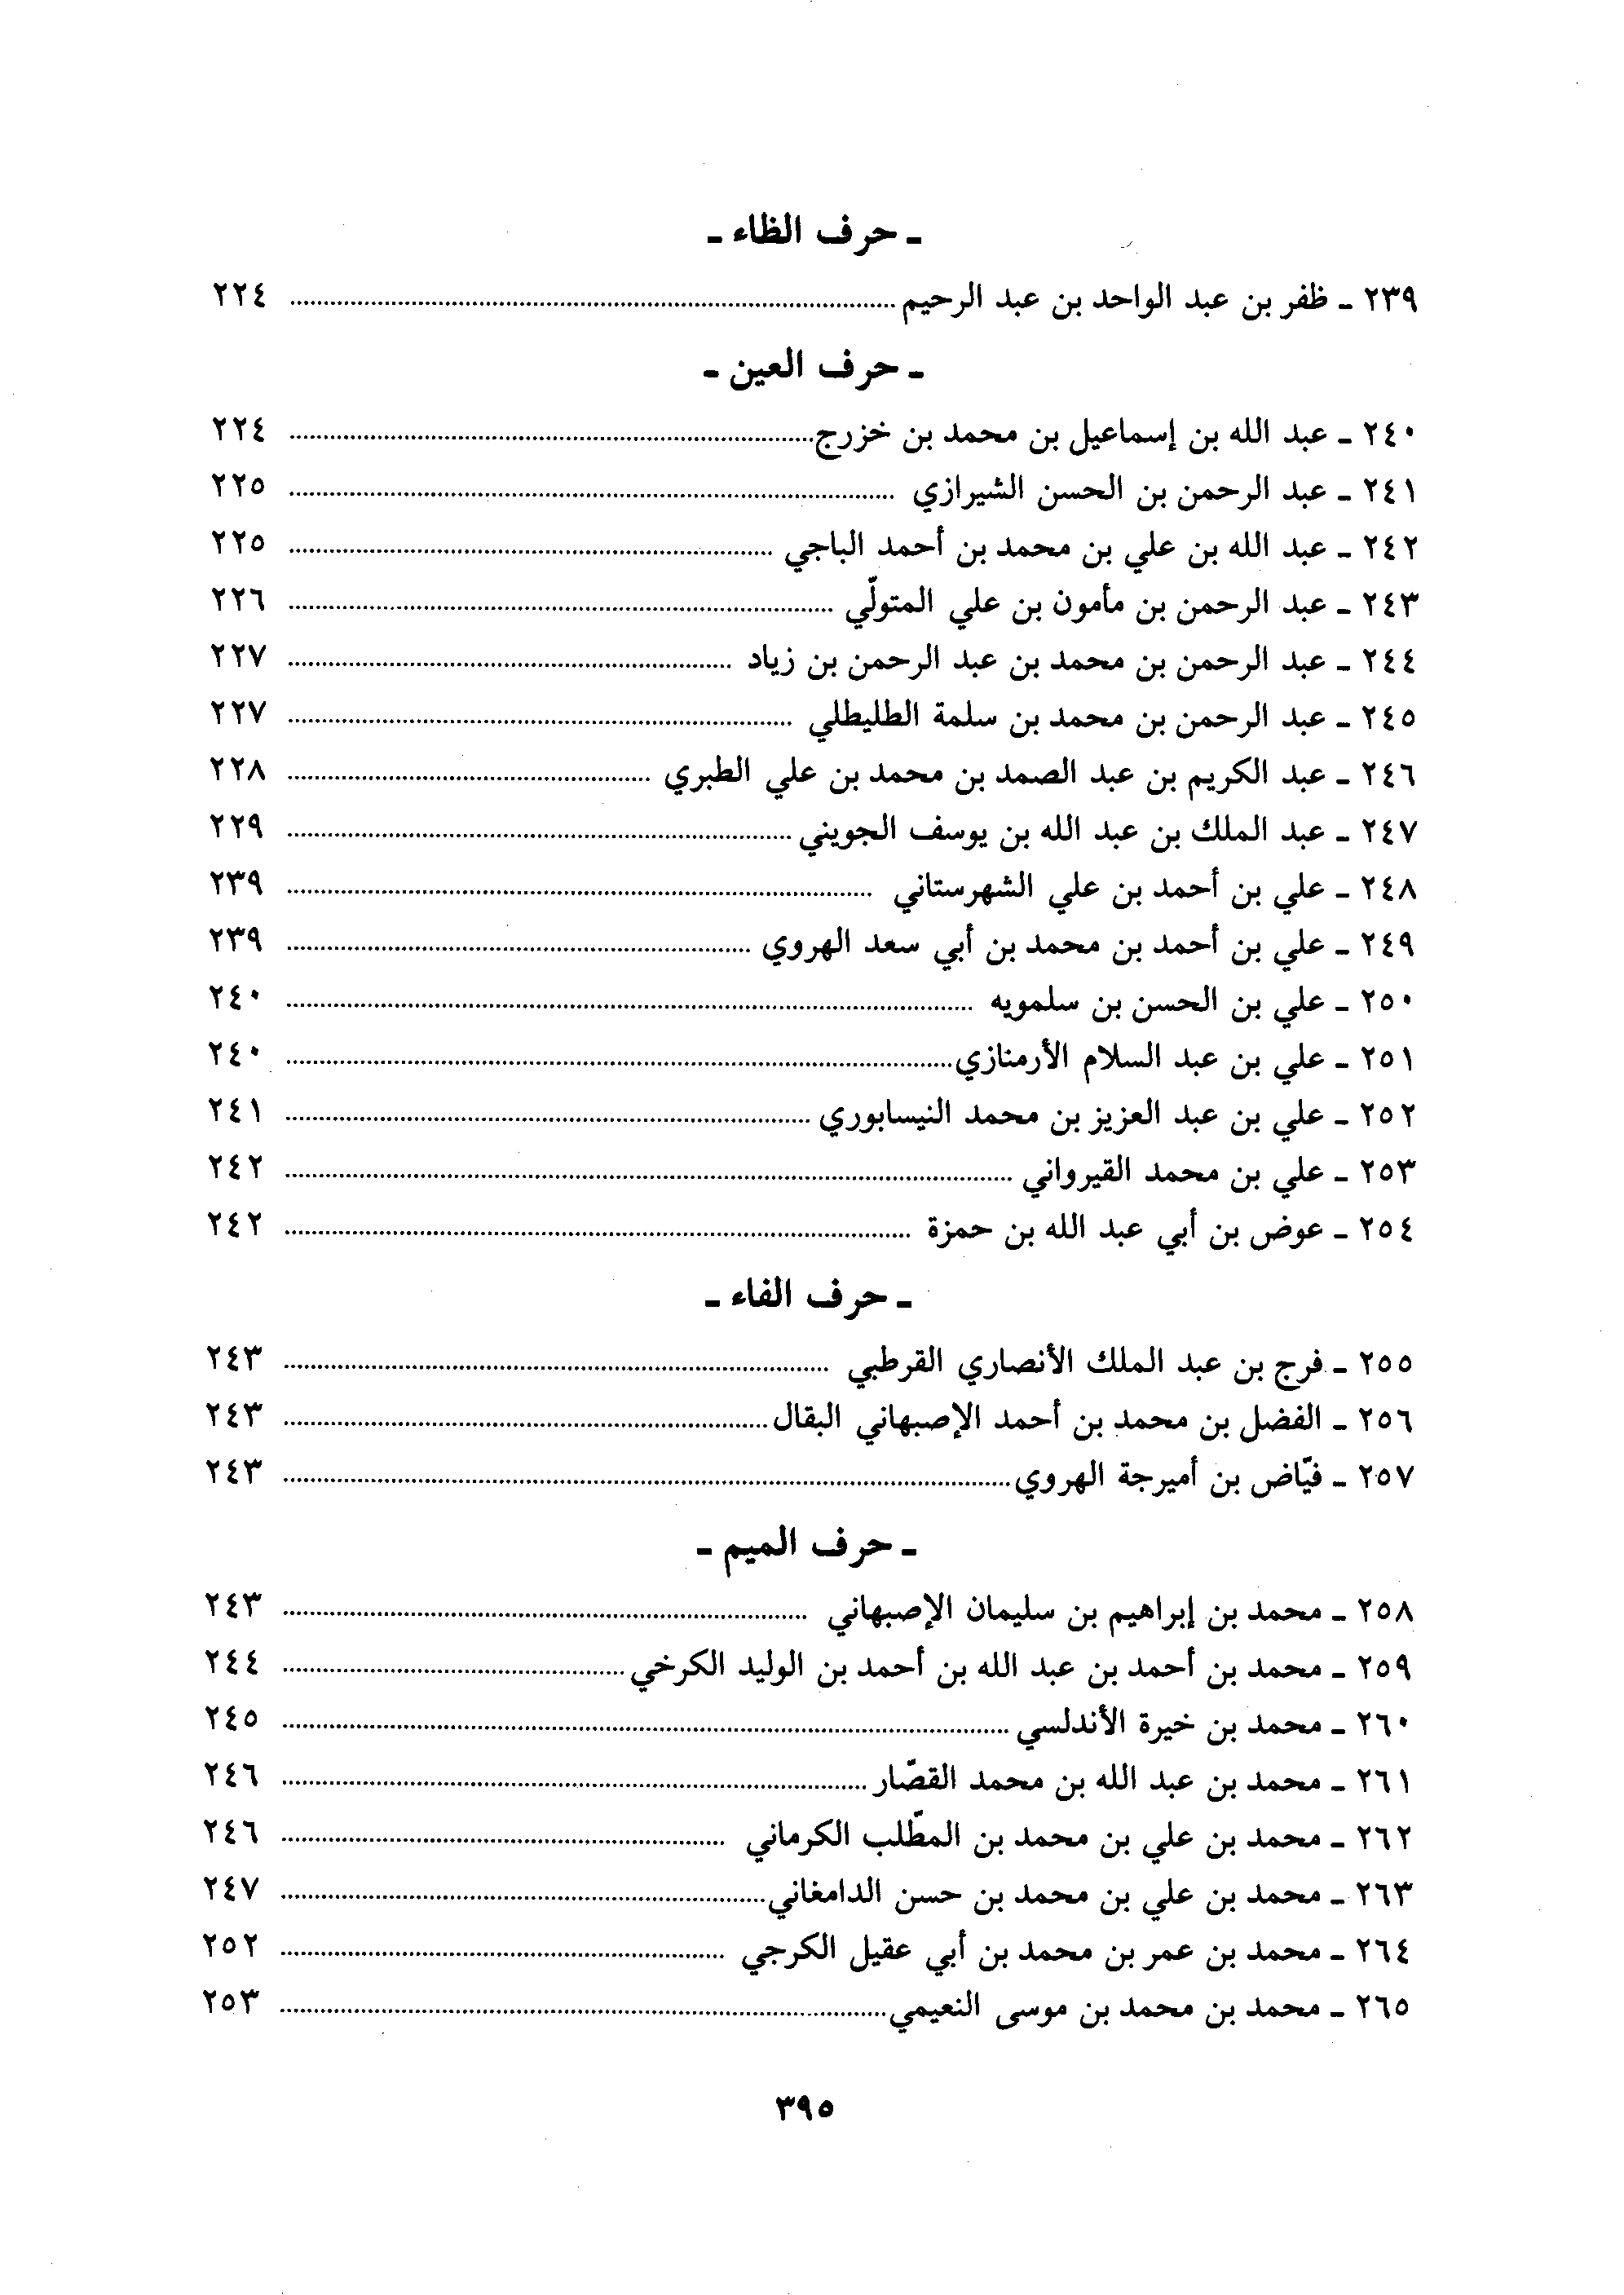 ـ حرف الظاء ـ
٢٣٩ ـ ظفر بن عبد الواحد بن عبد الرحيم ........ ٢٢٤
ـ حرف العين ـ
٢٤٠ ـ عبد الله بن إسماعيل بن محمد بن خزرج ........ ٢٢٤
٢٤١ ـ عبد الرحمن بن الحسن الشيرازي ........ ٢٢٥
٢٤٢ ـ عبد الله بن علي بن محمد بن أحمد الباجي ........ ٢٢٥
٢٤٣ ـ عبد الرحمن بن مأمون بن علي المتولّي ........ ٢٢٦
٢٤٤ ـ عبد الرحمن بن محمد بن عبد الرحمن بن زياد ........ ٢٢٧
٢٤٥ ـ عبد الرحمن بن محمد بن سلمة الطليطلي ........ ٢٢٧
٢٤٦ ـ عبد الكريم بن عبد الصمد بن محمد بن علي الطبري ........ ٢٢٨
٢٤٧ ـ عبد الملك بن عبد الله بن يوسف الجويني ........ ٢٢٩
٢٤٨ ـ علي بن أحمد بن علي الشهرستاني ........ ٢٣٩
٢٤٩ ـ علي بن أحمد بن محمد بن أبي سعد الهروي ........ ٢٣٩
٢٥٠ ـ علي بن الحسن بن سلمويه ........ ٢٤٠
٢٥١ ـ علي بن عبد السلام الأرمنازي ........ ٢٤٠
٢٥٢ ـ علي بن عبد العزيز بن محمد النيسابوري ........ ٢٤١
٢٥٣ ـ علي بن محمد القيرواني ........ ٢٤٢
٢٥٤ ـ عوض بن أبي عبد الله بن حمزة ........ ٢٤٢
ـ حرف الفاء ـ
٢٥٥ ـ فرج بن عبد الملك الأنصاري القرطبي ........ ٢٤٣
٢٥٦ ـ الفضل بن محمد بن أحمد الإصبهاني البقال ........ ٢٤٣
٢٥٧ ـ فيّاض بن أميرجة الهروي ........ ٢٤٣
ـ حرف الميم ـ
٢٥٨ ـ محمد بن إبراهيم بن سليمان الإصبهاني ........ ٢٤٣
٢٥٩ ـ محمد بن أحمد بن عبد الله بن أحمد بن الوليد الكرخي ........ ٢٤٤
٢٦٠ ـ محمد بن خيرة الأندلسي ........ ٢٤٥
٢٦١ ـ محمد بن عبد الله بن محمد القصّار ........ ٢٤٦
٢٦٢ ـ محمد بن علي بن محمد بن المطّلب الكرماني ........ ٢٤٦
٢٦٣ ـ محمد بن علي بن محمد بن حسن الدامغاني ........ ٢٤٧
٢٦٤ ـ محمد بن عمر بن محمد بن أبي عقيل الكرجي ........ ٢٥٢
٢٦٥ ـ محمد بن محمد بن موسى النعيمي ........ ٢٥٣
٣٩٥